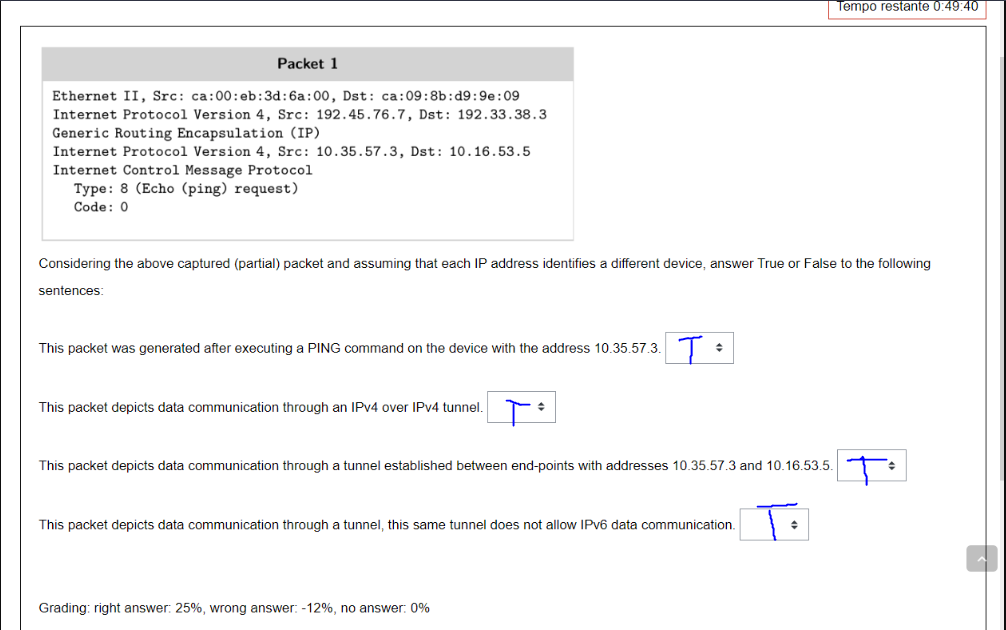 Tempo restante 0:49:40
Packet 1
Ethernet II, Src: ca:00:eb:3d:6a:00, Dst: ca:09:8b:d9:9e:09
Internet Protocol Version 4, Src: 192.45.76.7, Dst: 192.33.38.3
Generic Routing Encapsulation (IP)
Internet Protocol Version 4, Src: 10.35.57.3, Dst: 10.16.53.5
Internet Control Message Protocol
Type: 8 (Echo (ping) request)
Code: 0
Considering the above captured (partial) packet and assuming that each IP address identifies a different device, answer True or False to the following
sentences:
This packet was generated after executing a PING command on the device with the address 10.35.57.3. T
This packet depicts data communication through an IPv4 over IPv4 tunnel. T
This packet depicts data communication through a tunnel established between end-points with addresses 10.35.57.3 and 10.16.53.5. T
This packet depicts data communication through a tunnel, this same tunnel does not allow IPv6 data communication. T
Grading: right answer: 25%, wrong answer: -12%, no answer: 0%